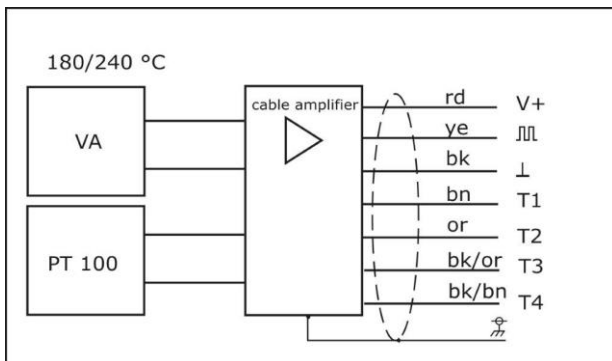 180/240 °C
VA
PT 100
cable amplifier
rd V+
ye
bk ⊥
bn T1
or T2
bk/or T3
bk/bn T4